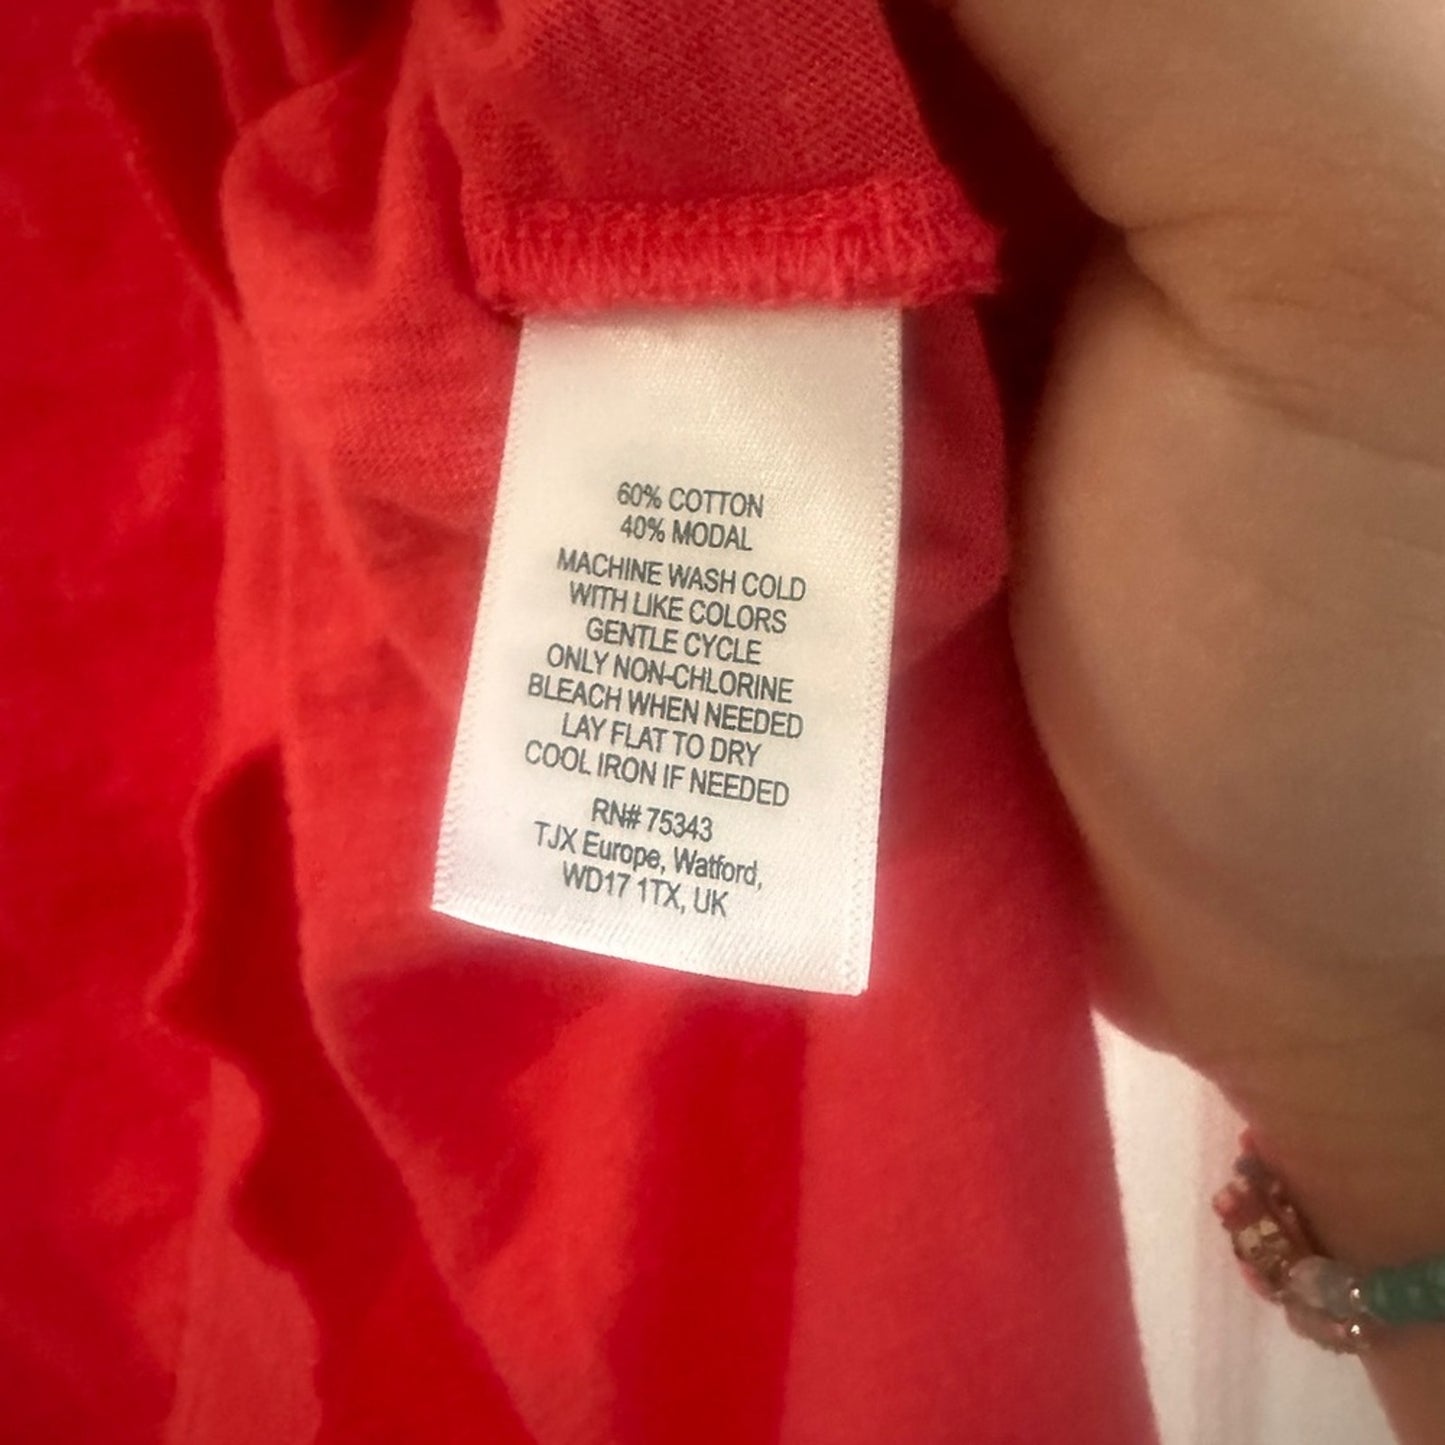 60% COTTON
40% MODAL
MACHINE WASH COLD
WITH LIKE COLORS
GENTLE CYCLE
ONLY NON-CHLORINE
BLEACH WHEN NEEDED
LAY FLAT TO DRY
COOL IRON IF NEEDED
RN# 75343
TJX Europe, Watford,
WD17 1TX, UK